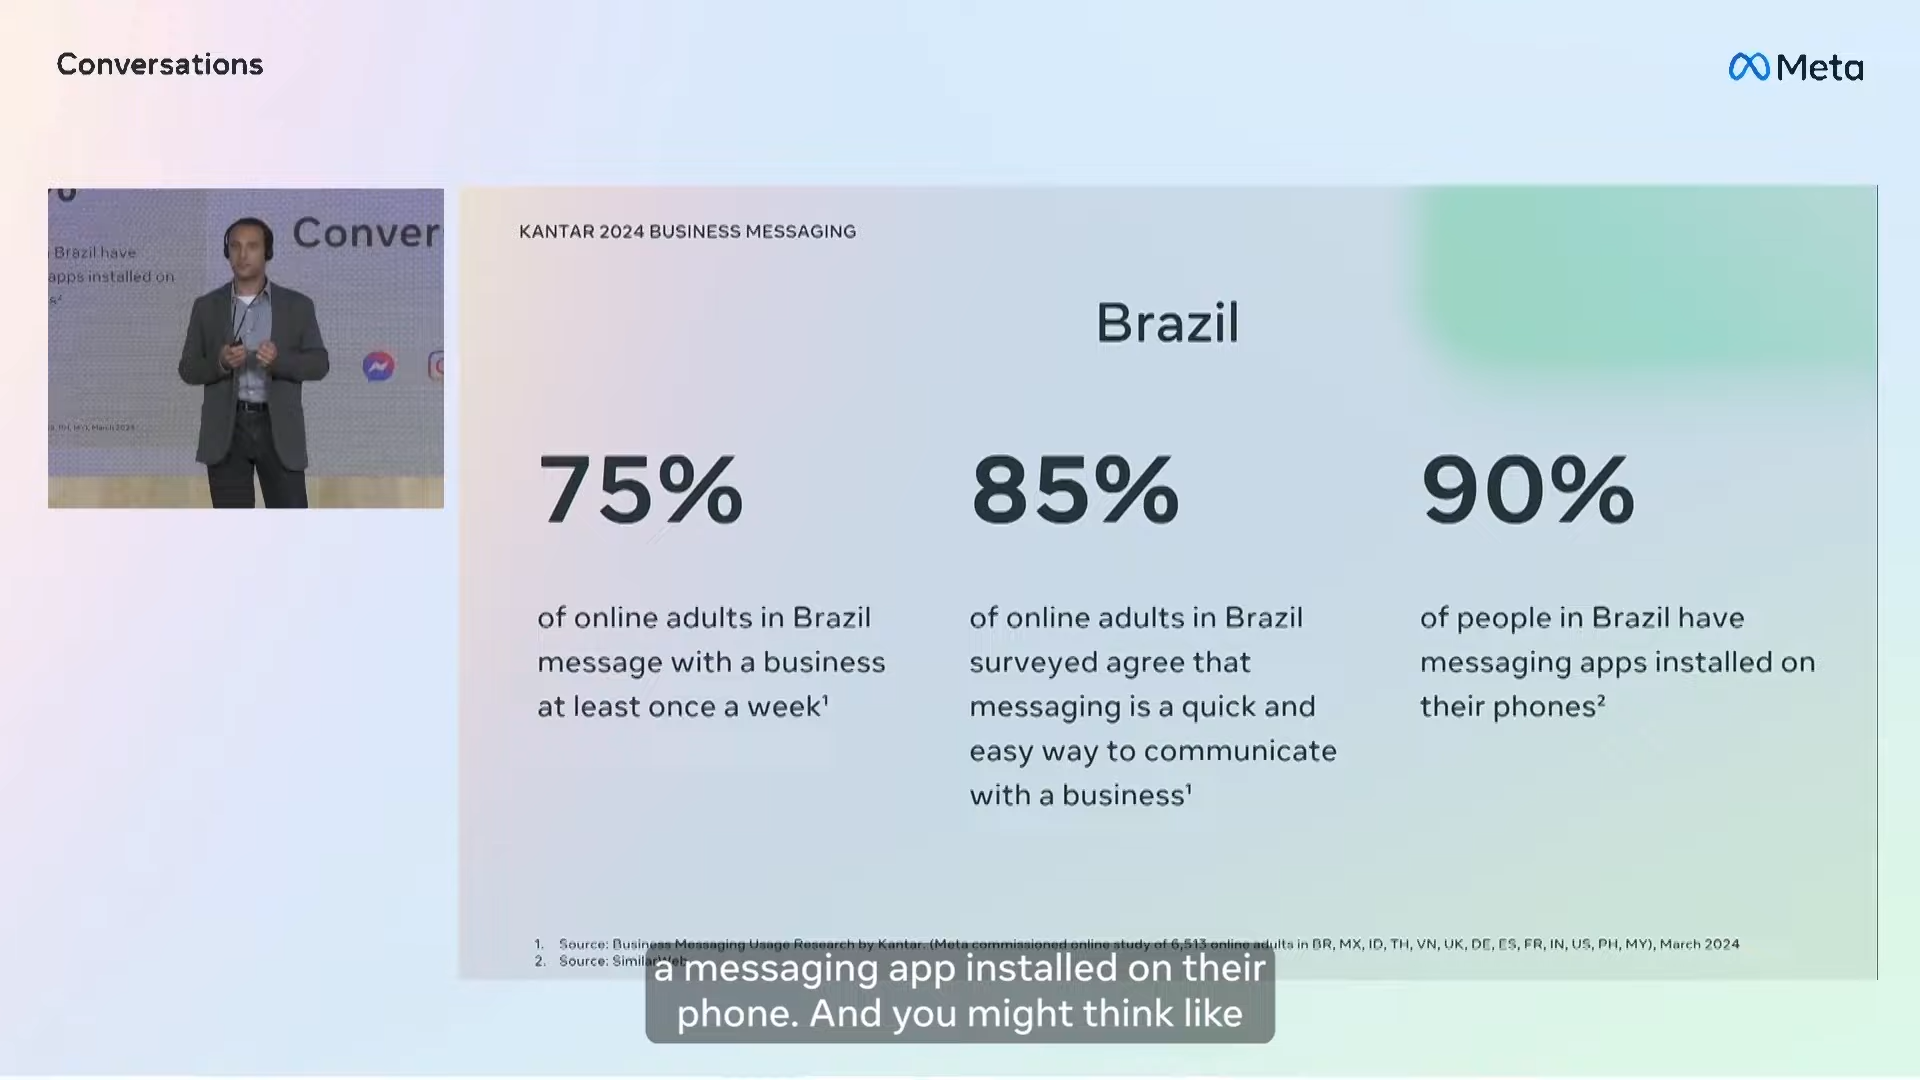 Conversations
Meta
Conver
Brazil have
apps installed on
KANTAR 2024 BUSINESS MESSAGING
Brazil
75%
of online adults in Brazil
message with a business
at least once a week¹
85%
of online adults in Brazil
surveyed agree that
messaging is a quick and
easy way to communicate
with a business¹
90%
of people in Brazil have
messaging apps installed on
their phones²
1. Source: Business Messaging Usage Research by Kantar. (Meta commissioned online study of 6,513 online adults in BR, MX, ID, TH, VN, UK, DE, ES, FR, IN, US, PH, MY), March 2024
2. Source: SimilarWeb
a messaging app installed on their
phone. And you might think like